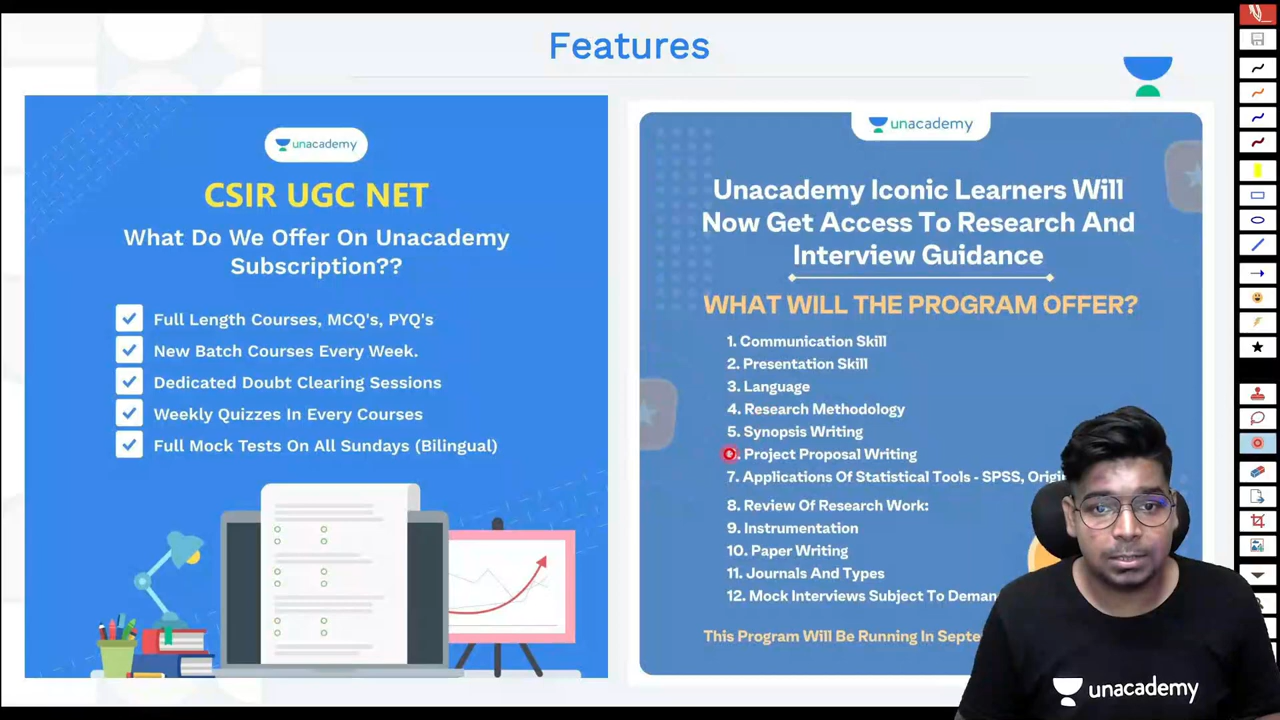 Features
unacademy
CSIR UGC NET
What Do We Offer On Unacademy
Subscription??
Full Length Courses, MCQ's, PYQ's
New Batch Courses Every Week.
Dedicated Doubt Clearing Sessions
Weekly Quizzes In Every Courses
Full Mock Tests On All Sundays (Bilingual)
unacademy
Unacademy Iconic Learners Will
Now Get Access To Research And
Interview Guidance
WHAT WILL THE PROGRAM OFFER?
1. Communication Skill
2. Presentation Skill
3. Language
4. Research Methodology
5. Synopsis Writing
. Project Proposal Writing
7. Applications Of Statistical Tools - SPSS,
8. Review Of Research Work:
9. Instrumentation
10. Paper Writing
11. Journals And Types
12. Mock Interviews Subject To
This Program Will Be Running In
unacademy